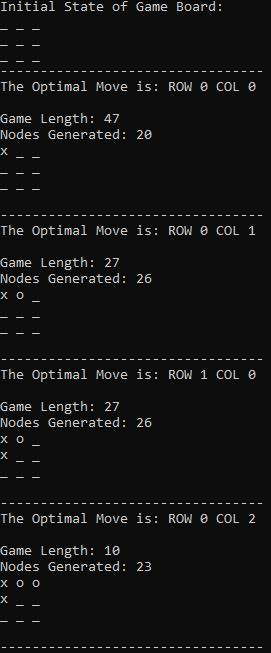 Initial State of Game Board:
_ _ _
_ _ _
_ _ _
---------------------------------
The Optimal Move is: ROW 0 COL 0
Game Length: 47
Nodes Generated: 20
x _ _
_ _ _
_ _ _
---------------------------------
The Optimal Move is: ROW 0 COL 1
Game Length: 27
Nodes Generated: 26
x o _
_ _ _
_ _ _
---------------------------------
The Optimal Move is: ROW 1 COL 0
Game Length: 27
Nodes Generated: 26
x o _
x _ _
_ _ _
---------------------------------
The Optimal Move is: ROW 0 COL 2
Game Length: 10
Nodes Generated: 23
x o o
x _ _
_ _ _
---------------------------------